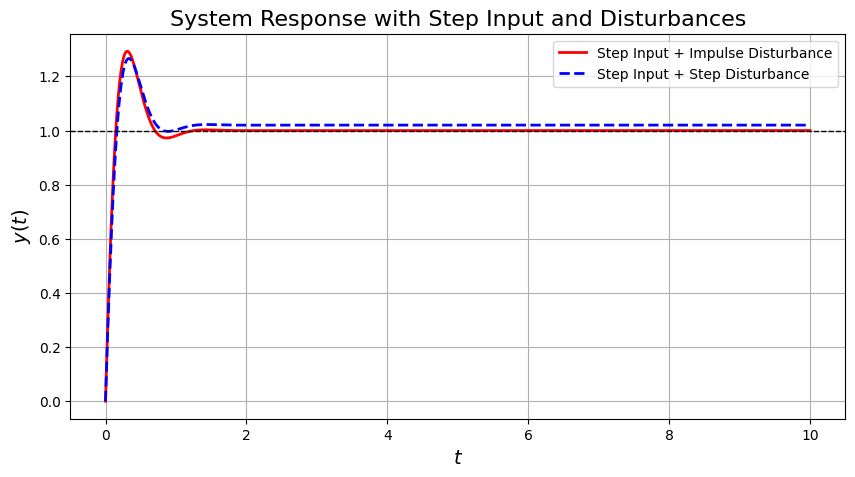 System Response with Step Input and Disturbances
Step Input + Impulse Disturbance
Step Input + Step Disturbance
1.2
1.0
0.8
0.6
0.4
0.2
0.0
y(t)
0 2 4 6 8 10
t